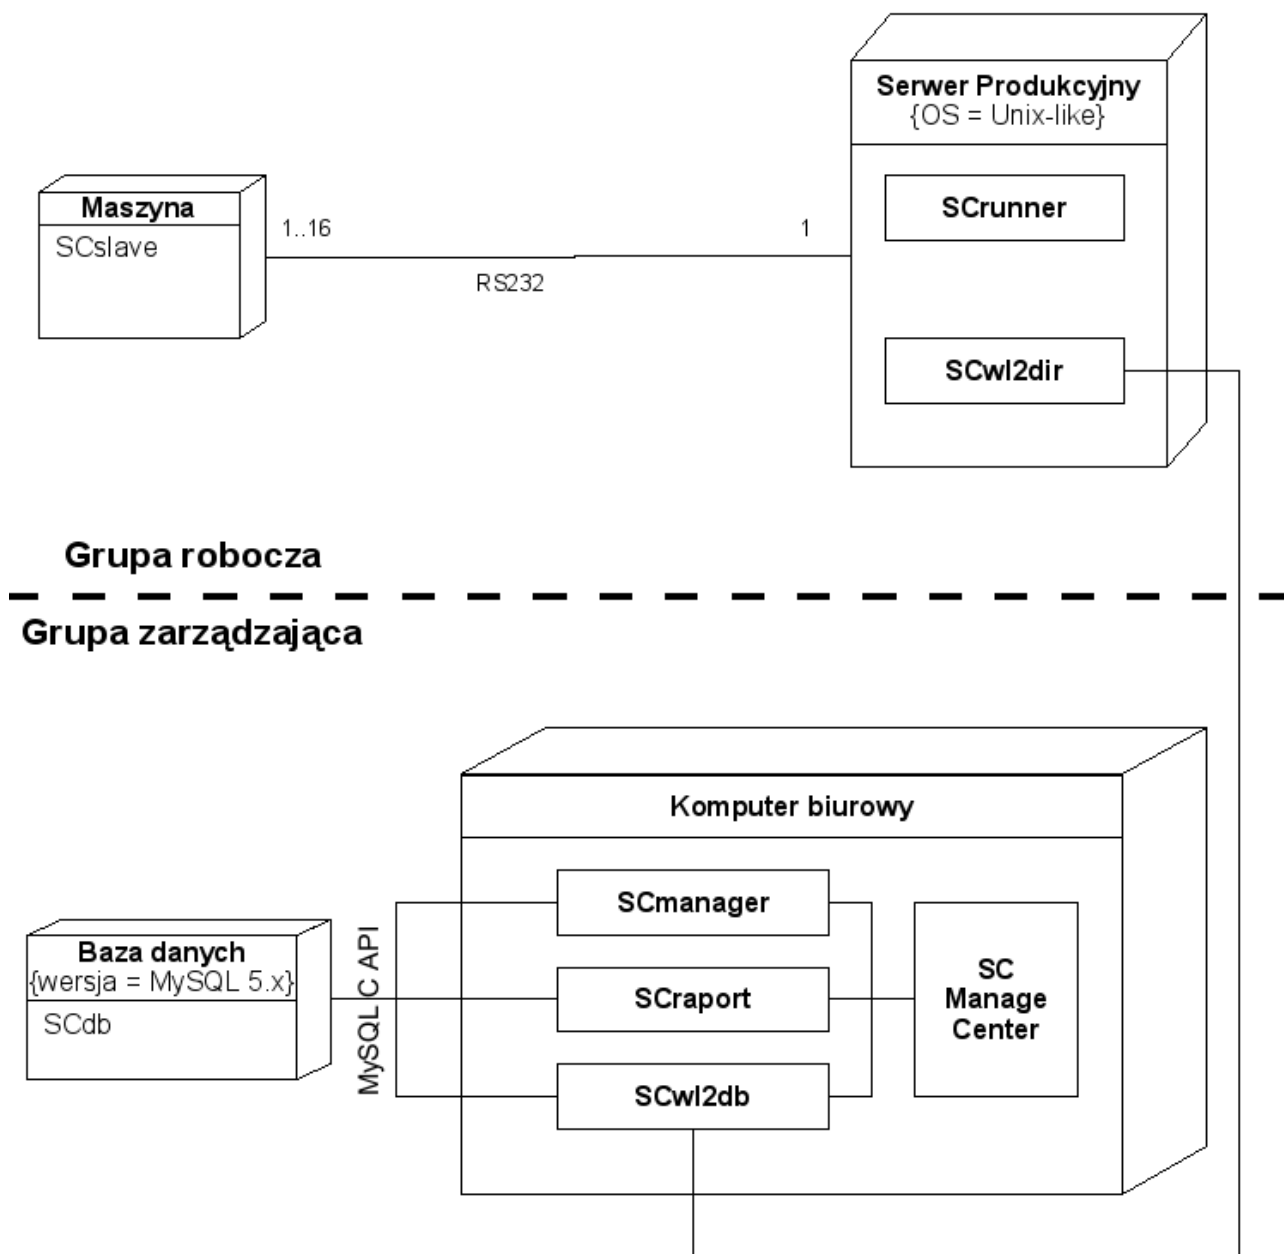 Serwer Produkcyjny
{OS = Unix-like}
SCrunner
SCwl2dir
Maszyna
SCslave
1..16
1
RS232
Grupa robocza
Grupa zarządzająca
Komputer biurowy
SCmanager
SCraport
SCwl2db
SC
Manage
Center
MySQL C API
Baza danych
{wersja = MySQL 5.x}
SCdb